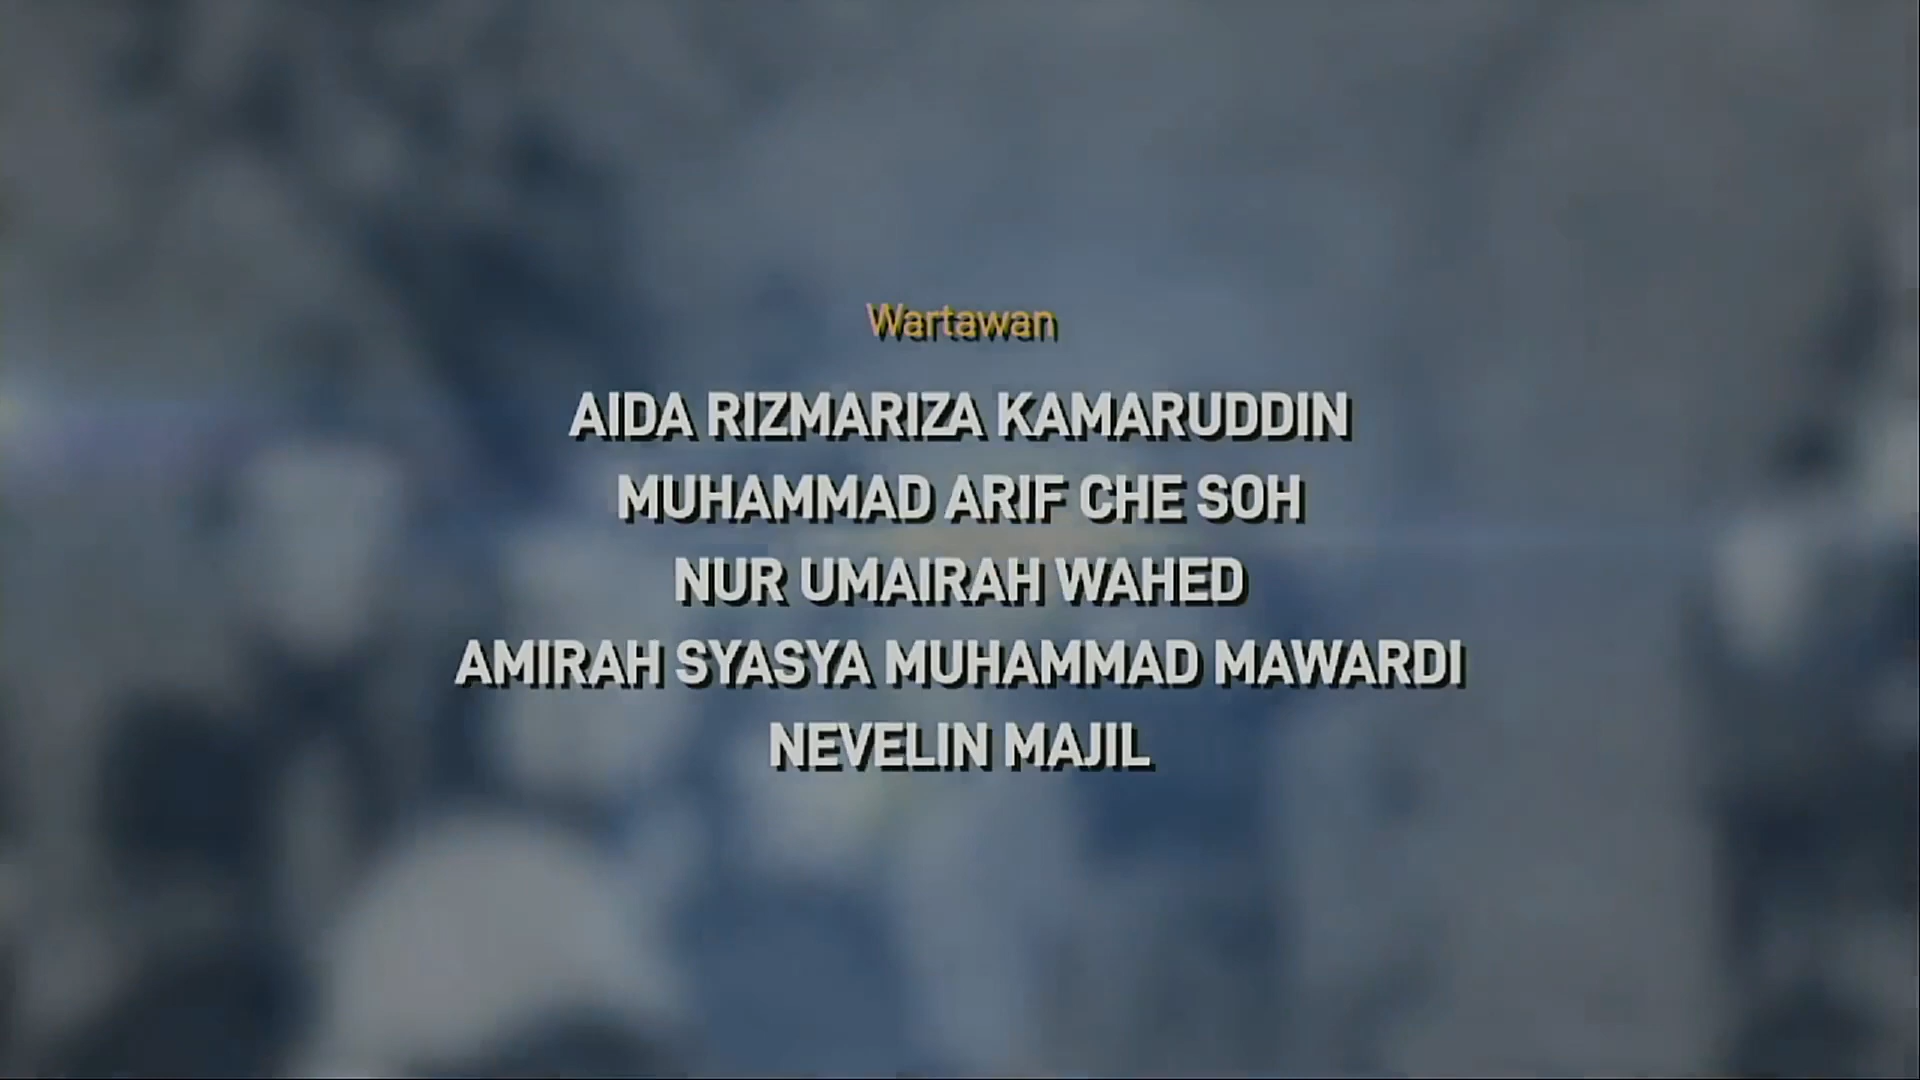 Wartawan
AIDA RIZMARIZA KAMARUDDIN
MUHAMMAD ARIF CHE SOH
NUR UMAIRAH WAHED
AMIRAH SYASYA MUHAMMAD MAWARDI
NEVELIN MAJIL